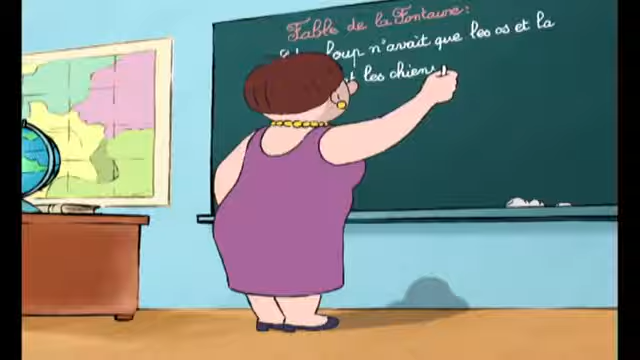 Fable de la Fontaine:
loup n'avait que les os et la
les chiens